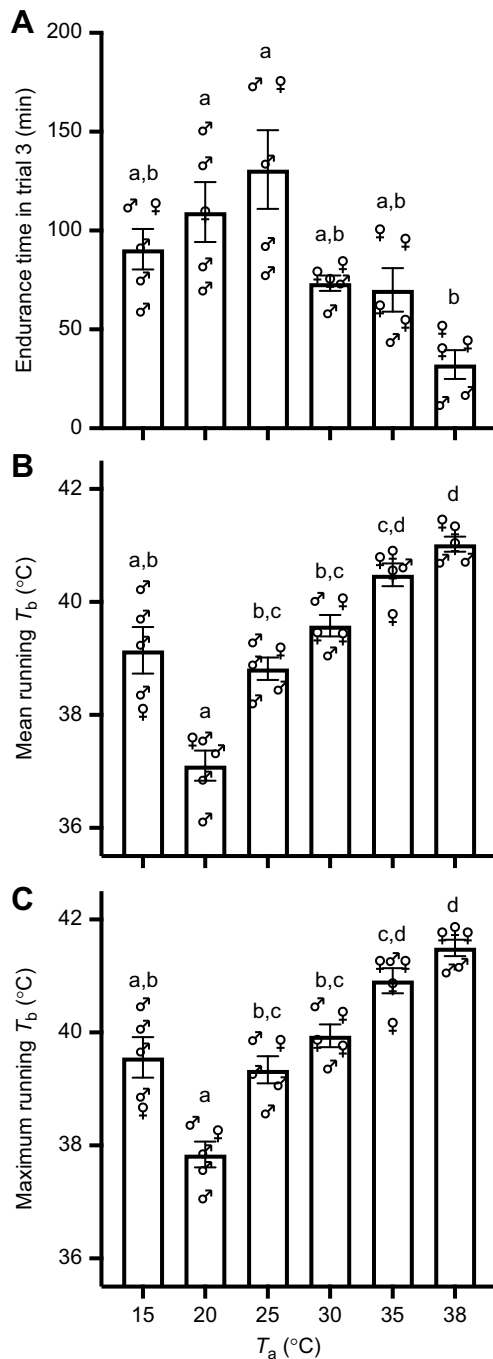 A
Endurance time in trial 3 (min)
200
150
100
50
0
a,b
a
a
a,b
a,b
b
B
Mean running Tb (°C)
42
40
38
36
a,b
a
b,c
b,c
c,d
d
C
Maximum running Tb (°C)
42
40
38
36
a,b
a
b,c
b,c
c,d
d
15 20 25 30 35 38
Ta (°C)